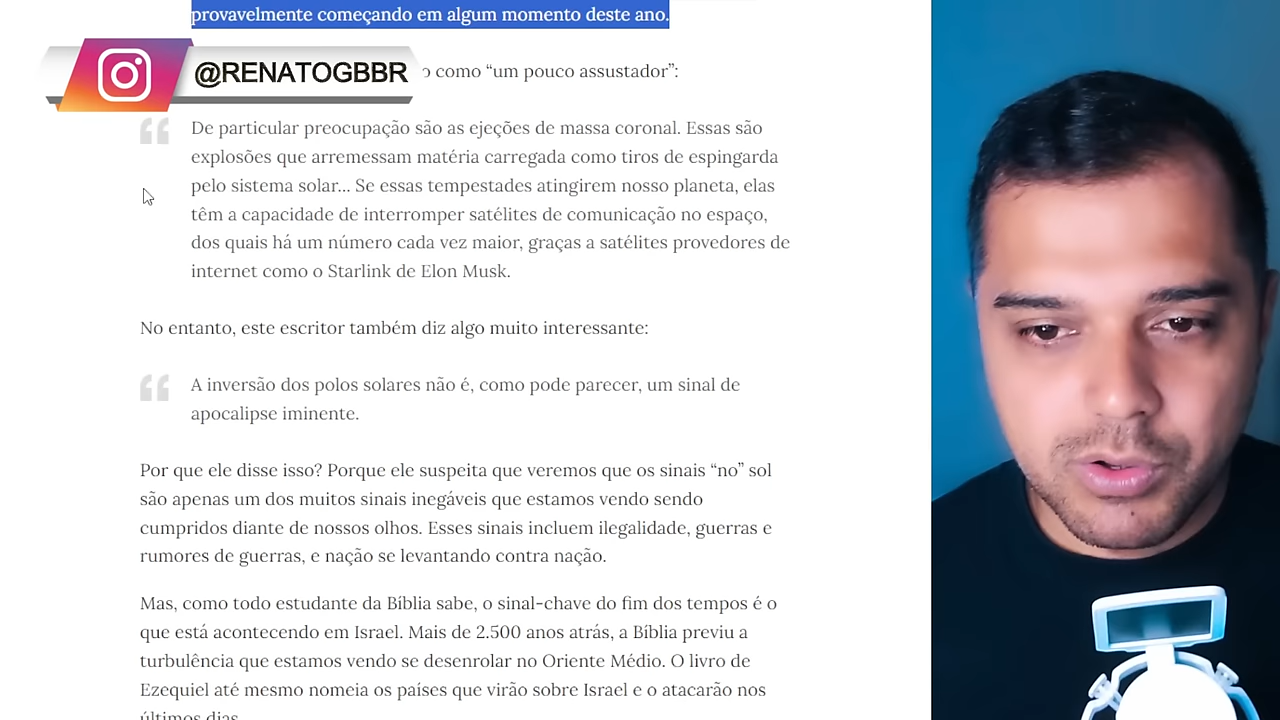 provavelmente começando em algum momento deste ano.
@RENATOGBBR
o como “um pouco assustador”:
De particular preocupação são as ejeções de massa coronal. Essas são
explosões que arremessam matéria carregada como tiros de espingarda
pelo sistema solar... Se essas tempestades atingirem nosso planeta, elas
têm a capacidade de interromper satélites de comunicação no espaço,
dos quais há um número cada vez maior, graças a satélites provedores de
internet como o Starlink de Elon Musk.
No entanto, este escritor também diz algo muito interessante:
A inversão dos polos solares não é, como pode parecer, um sinal de
apocalipse iminente.
Por que ele disse isso? Porque ele suspeita que veremos que os sinais “no” sol
são apenas um dos muitos sinais inegáveis que estamos vendo sendo
cumpridos diante de nossos olhos. Esses sinais incluem ilegalidade, guerras e
rumores de guerras, e nação se levantando contra nação.
Mas, como todo estudante da Bíblia sabe, o sinal-chave do fim dos tempos é o
que está acontecendo em Israel. Mais de 2.500 anos atrás, a Bíblia previu a
turbulência que estamos vendo se desenrolar no Oriente Médio. O livro de
Ezequiel até mesmo nomeia os países que virão sobre Israel e o atacarão nos
últimos dias.